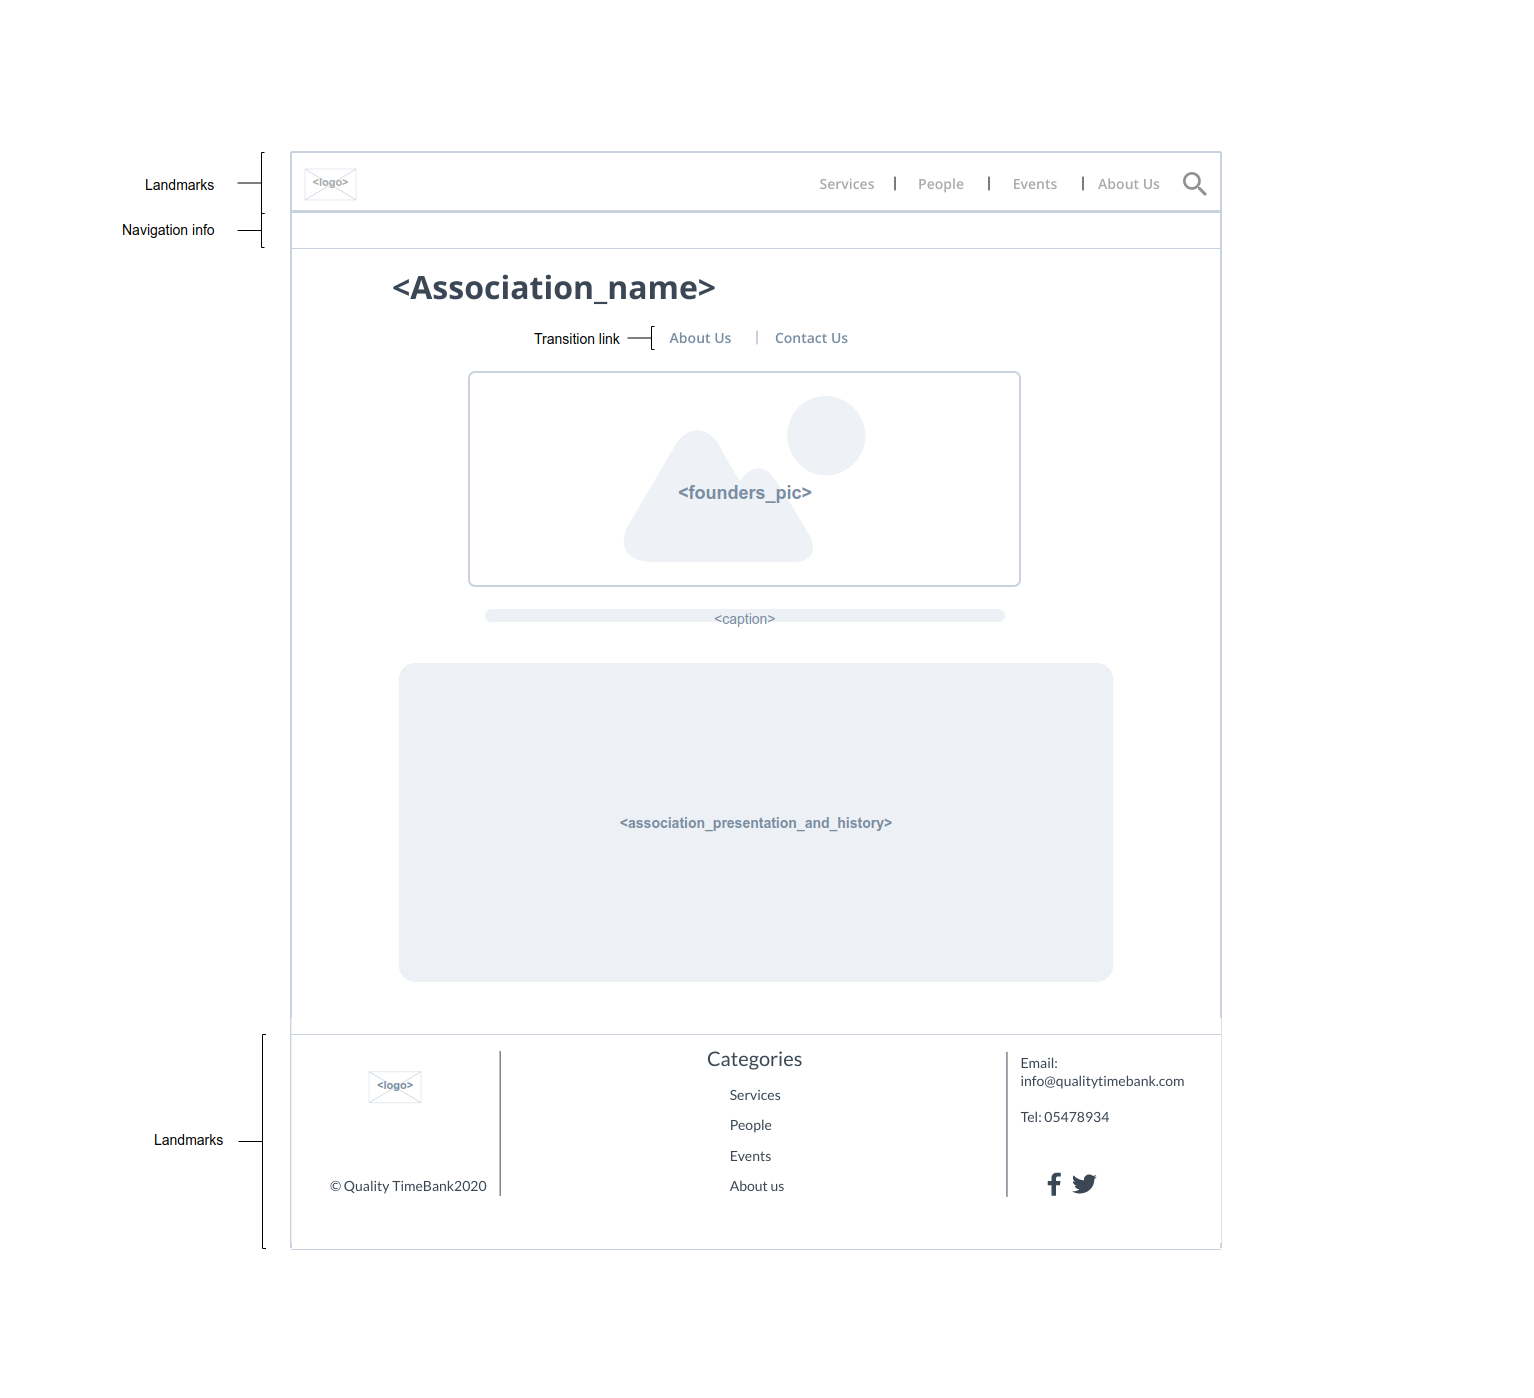 Landmarks
<logo>
Services | People | Events | About Us
Navigation info
<Association_name>
Transition link
About Us | Contact Us
<founders_pic>
<caption>
<association_presentation_and_history>
Landmarks
<logo>
© Quality TimeBank2020
Categories
Services
People
Events
About us
Email:
info@qualitytimebank.com
Tel: 05478934